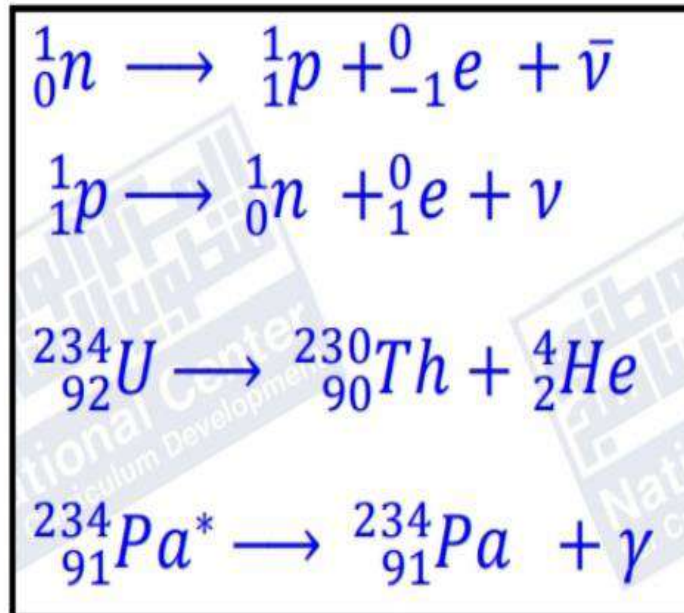 ¹₀n ⟶ ¹₁p +⁰₋₁e + ν̄
¹₁p ⟶ ¹₀n +⁰₁e + ν
²³⁴₉₂U ⟶ ²³⁰₉₀Th + ⁴₂He
²³⁴₉₁Pa* ⟶ ²³⁴₉₁Pa + γ